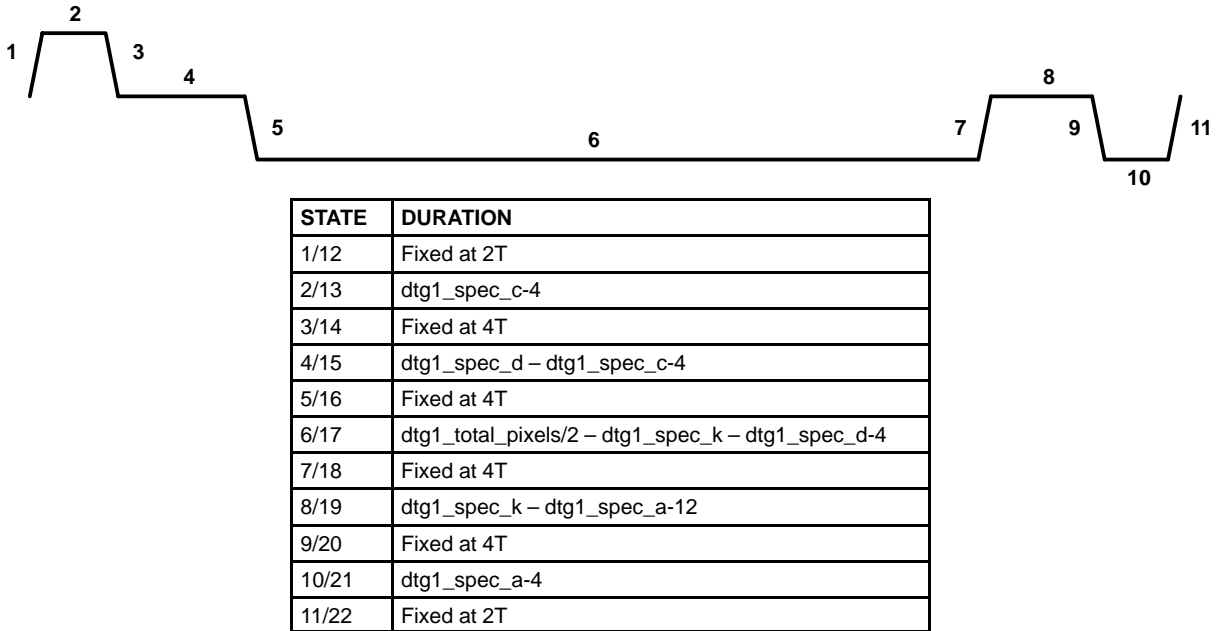 2
1
3
4
8
5
6
7
9
11
10
STATE DURATION
1/12 Fixed at 2T
2/13 dtg1_spec_c-4
3/14 Fixed at 4T
4/15 dtg1_spec_d – dtg1_spec_c-4
5/16 Fixed at 4T
6/17 dtg1_total_pixels/2 – dtg1_spec_k – dtg1_spec_d-4
7/18 Fixed at 4T
8/19 dtg1_spec_k – dtg1_spec_a-12
9/20 Fixed at 4T
10/21 dtg1_spec_a-4
11/22 Fixed at 2T